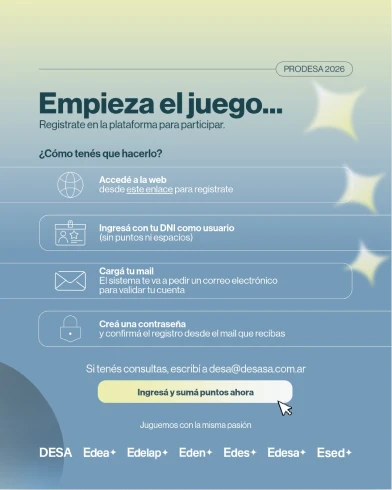 PRODESA 2026
Empieza el juego...
Registrate en la plataforma para participar.
¿Cómo tenés que hacerlo?
Accedé a la web
desde este enlace para registrate
Ingresá con tu DNI como usuario
(sin puntos ni espacios)
Cargá tu mail
El sistema te va a pedir un correo electrónico
para validar tu cuenta
Creá una contraseña
y confirmá el registro desde el mail que recibas
Si tenés consultas, escribí a desa@desasa.com.ar
Ingresá y sumá puntos ahora
Juguemos con la misma pasión
DESA Edea+ Edelap+ Eden+ Edes+ Edesa+ Esed+